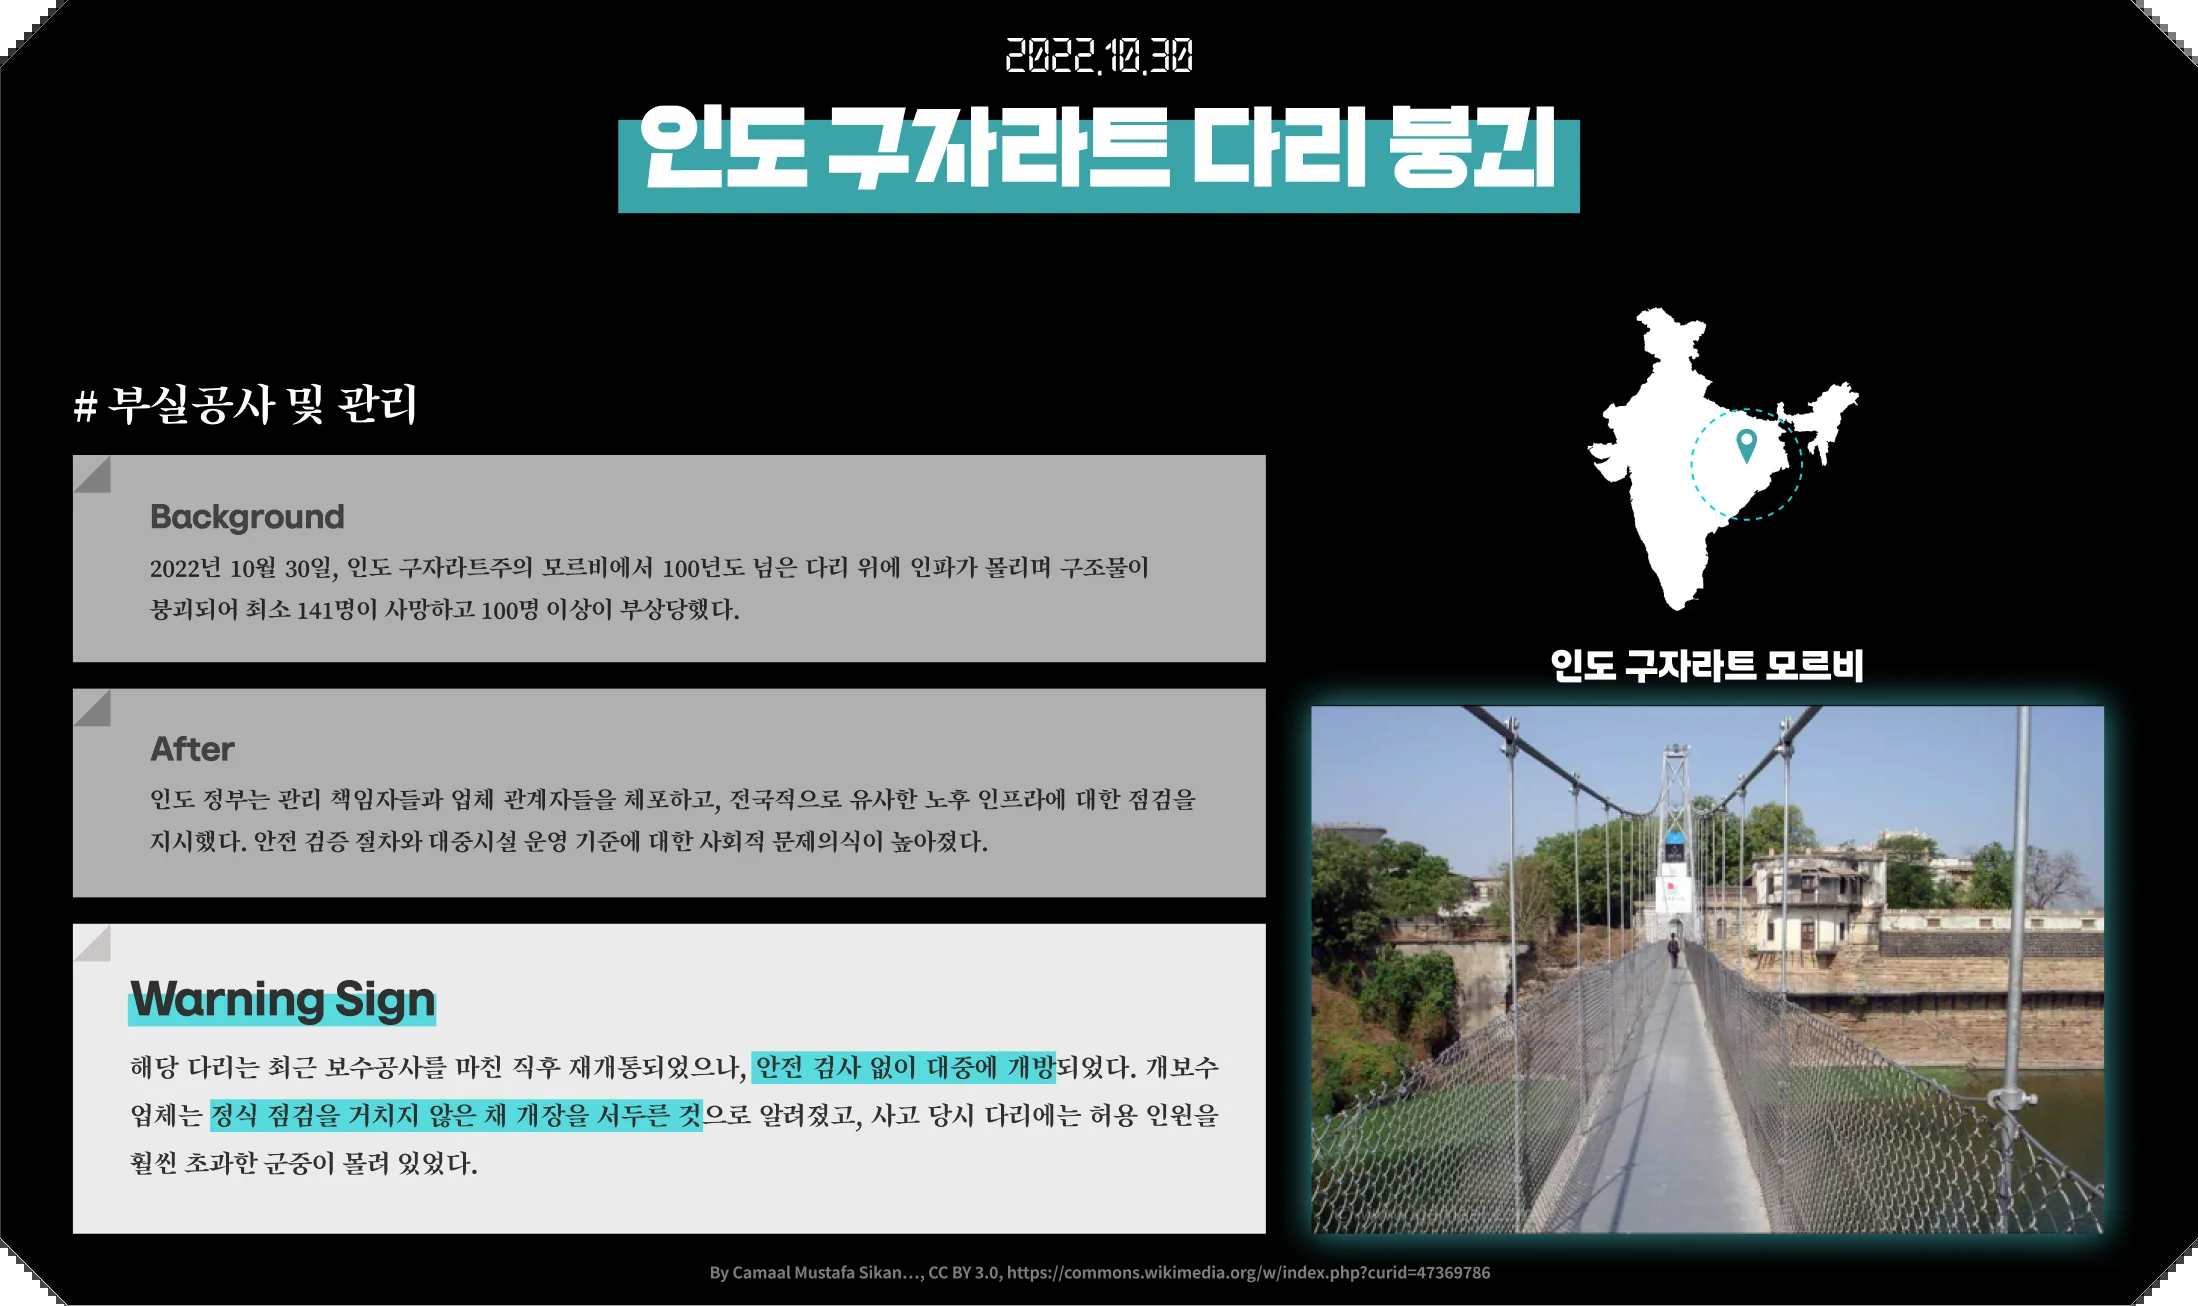 2022.10.30
인도 구자라트 다리 붕괴
# 부실공사 및 관리
Background
2022년 10월 30일, 인도 구자라트주의 모르비에서 100년도 넘은 다리 위에 인파가 몰리며 구조물이
붕괴되어 최소 141명이 사망하고 100명 이상이 부상당했다.
After
인도 정부는 관리 책임자들과 업체 관계자들을 체포하고, 전국적으로 유사한 노후 인프라에 대한 점검을
지시했다. 안전 검증 절차와 대중시설 운영 기준에 대한 사회적 문제의식이 높아졌다.
Warning Sign
해당 다리는 최근 보수공사를 마친 직후 재개통되었으나, 안전 검사 없이 대중에 개방되었다. 개보수
업체는 정식 점검을 거치지 않은 채 개장을 서두른 것으로 알려졌고, 사고 당시 다리에는 허용 인원을
훨씬 초과한 군중이 몰려 있었다.
인도 구자라트 모르비
By Camaal Mustafa Sikan..., CC BY 3.0, https://commons.wikimedia.org/w/index.php?curid=47369786